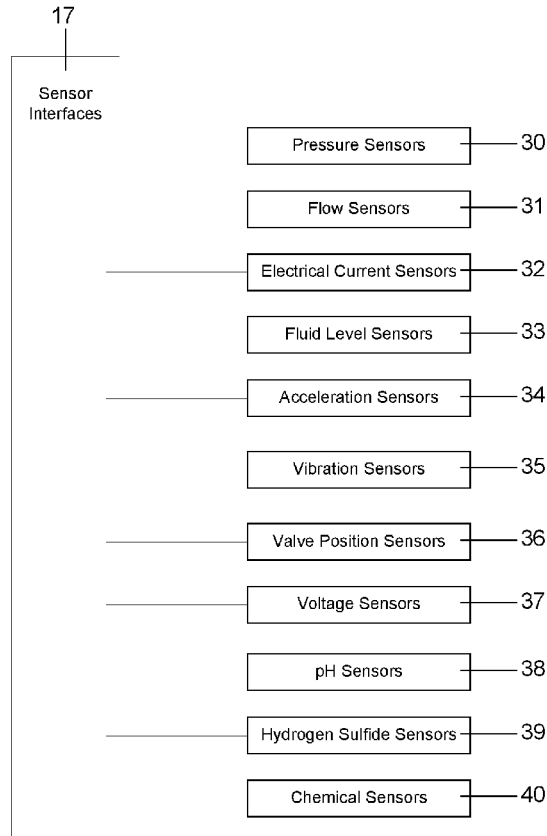 17
Sensor
Interfaces
Pressure Sensors 30
Flow Sensors 31
Electrical Current Sensors 32
Fluid Level Sensors 33
Acceleration Sensors 34
Vibration Sensors 35
Valve Position Sensors 36
Voltage Sensors 37
pH Sensors 38
Hydrogen Sulfide Sensors 39
Chemical Sensors 40